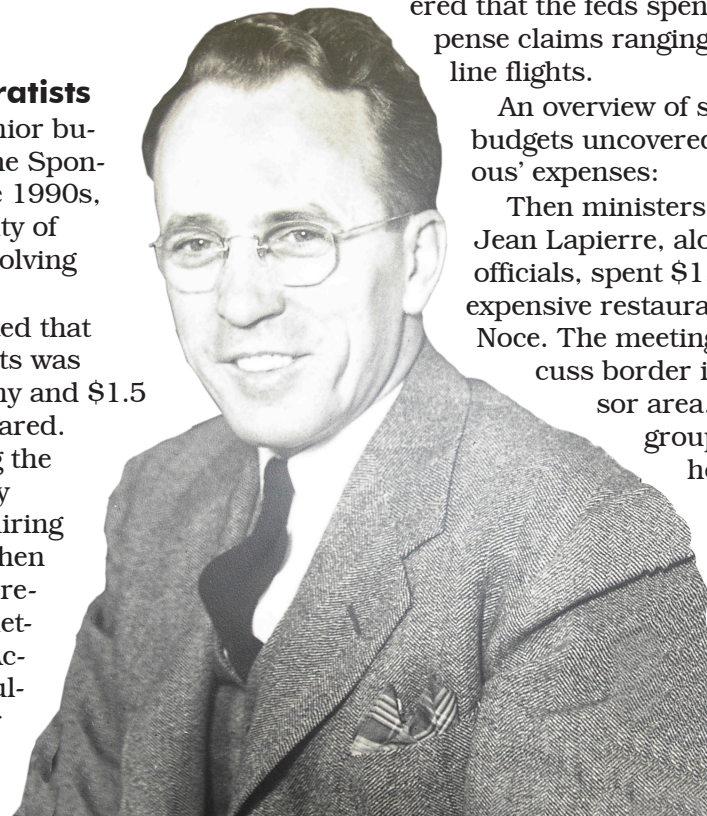 ratists
nior bu-
ne Spon-
e 1990s,
ty of
olving
ed that
ts was
ny and $1.5
ared.
g the
y
iring
hen
re-
et-
Ac-
ul-
ered that the feds spen
pense claims ranging
line flights.
An overview of s
budgets uncovered
ous’ expenses:
Then ministers
Jean Lapierre, alo
officials, spent $1
expensive restaura
Noce. The meeting
cuss border i
sor area.
group
ho